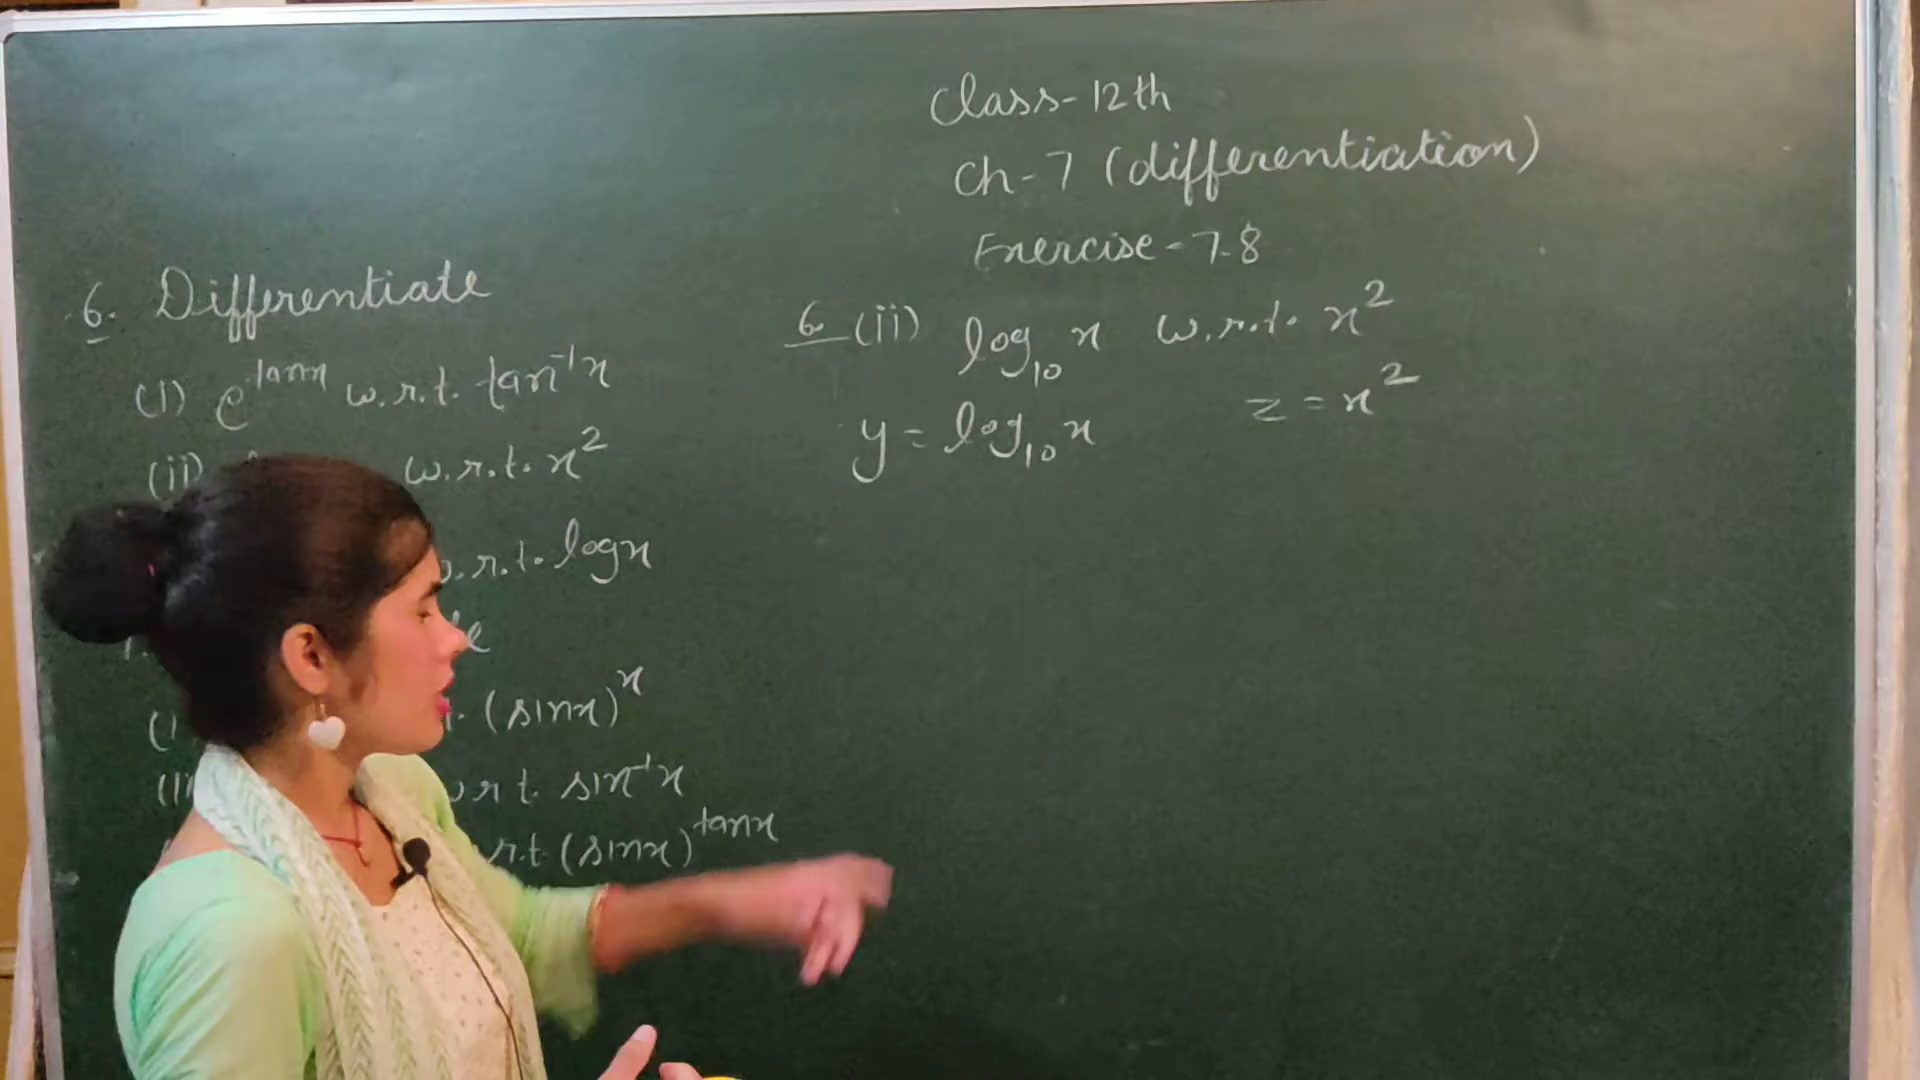 Class-12th
Ch-7 (differentiation)
Exercise-7.8
6. Differentiate
(i) e^tanx w.r.t. tan⁻¹x
(ii) w.r.t. x²
w.r.t. logx
(sinx)^x
w r t. sin⁻¹x
r.t. (sinx)^tanx
6 (ii) log₁₀ x w.r.t. x²
y = log₁₀ x z = x²